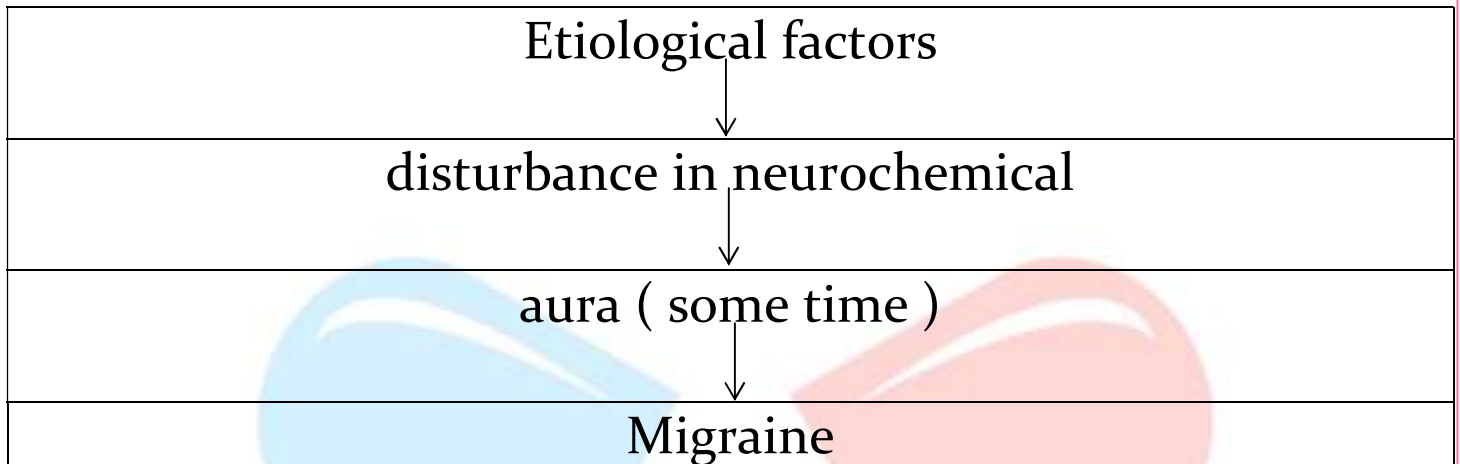 Etiological factors
disturbance in neurochemical
aura ( some time )
Migraine